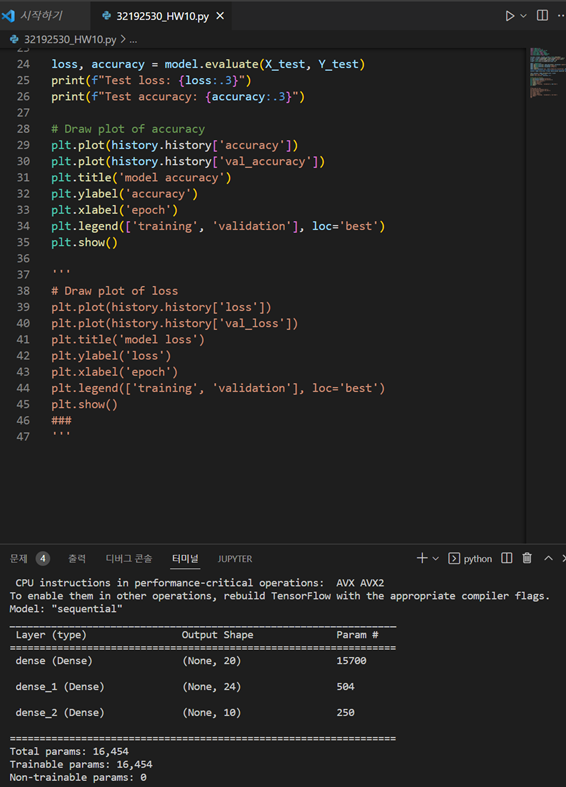 시작하기
32192530_HW10.py
32192530_HW10.py > ...
24 loss, accuracy = model.evaluate(X_test, Y_test)
25 print(f"Test loss: {loss:.3}")
26 print(f"Test accuracy: {accuracy:.3}")
27
28 # Draw plot of accuracy
29 plt.plot(history.history['accuracy'])
30 plt.plot(history.history['val_accuracy'])
31 plt.title('model accuracy')
32 plt.ylabel('accuracy')
33 plt.xlabel('epoch')
34 plt.legend(['training', 'validation'], loc='best')
35 plt.show()
36
37 '''
38 # Draw plot of loss
39 plt.plot(history.history['loss'])
40 plt.plot(history.history['val_loss'])
41 plt.title('model loss')
42 plt.ylabel('loss')
43 plt.xlabel('epoch')
44 plt.legend(['training', 'validation'], loc='best')
45 plt.show()
46 ###
47 '''
문제 4 출력 디버그 콘솔 터미널 JUPYTER python
CPU instructions in performance-critical operations:  AVX AVX2
To enable them in other operations, rebuild TensorFlow with the appropriate compiler flags.
Model: "sequential"
Layer (type) Output Shape Param #
dense (Dense) (None, 20) 15700
dense_1 (Dense) (None, 24) 504
dense_2 (Dense) (None, 10) 250
Total params: 16,454
Trainable params: 16,454
Non-trainable params: 0